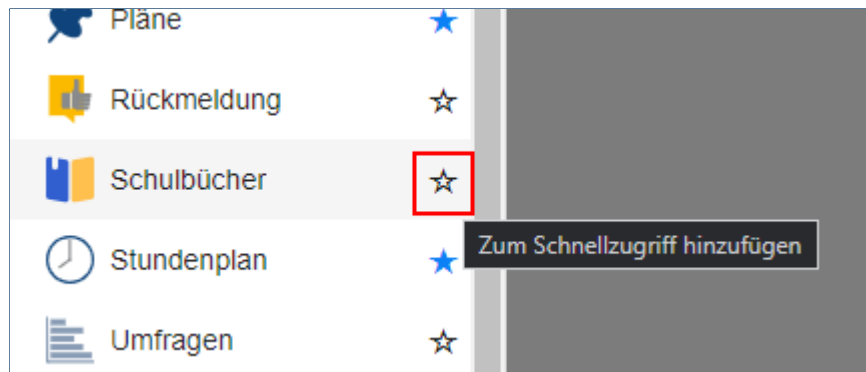 Pläne
Rückmeldung
Schulbücher
Zum Schnellzugriff hinzufügen
Stundenplan
Umfragen